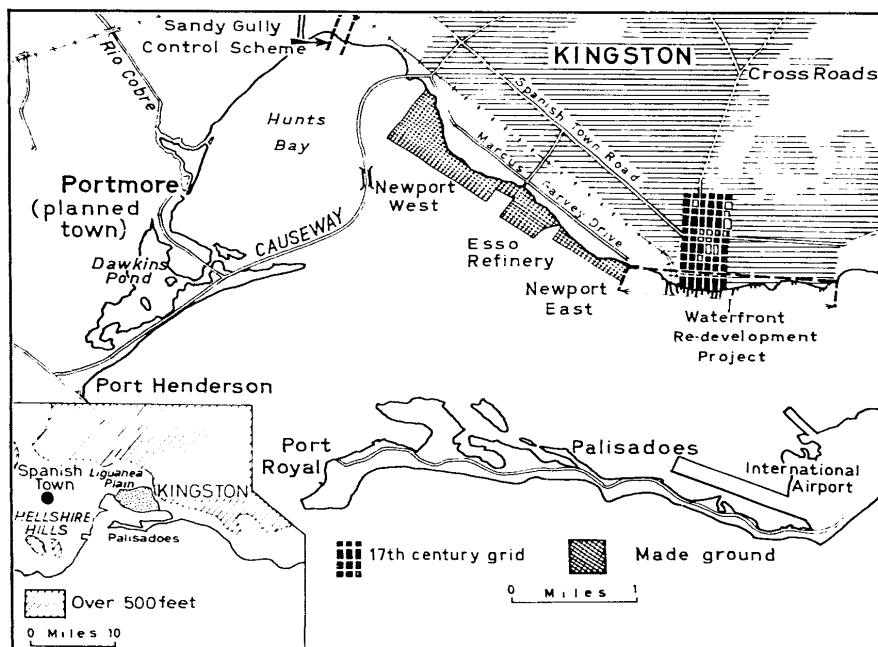 Sandy Gully
Control Scheme
KINGSTON
Cross Roads
Rio Cobre
Hunts
Bay
Spanish Town Road
Marcus Garvey Drive
Portmore
(planned
town)
CAUSEWAY
Newport
West
Dawkins
Pond
Esso
Refinery
Newport
East
Waterfront
Re-development
Project
Port Henderson
Port
Royal
Palisadoes
International
Airport
Spanish
Town
Liguanea
Plain
KINGSTON
HELLSHIRE
HILLS
Palisadoes
17th century grid
Made ground
Over 500 feet
0 Miles 10
0 Miles 1